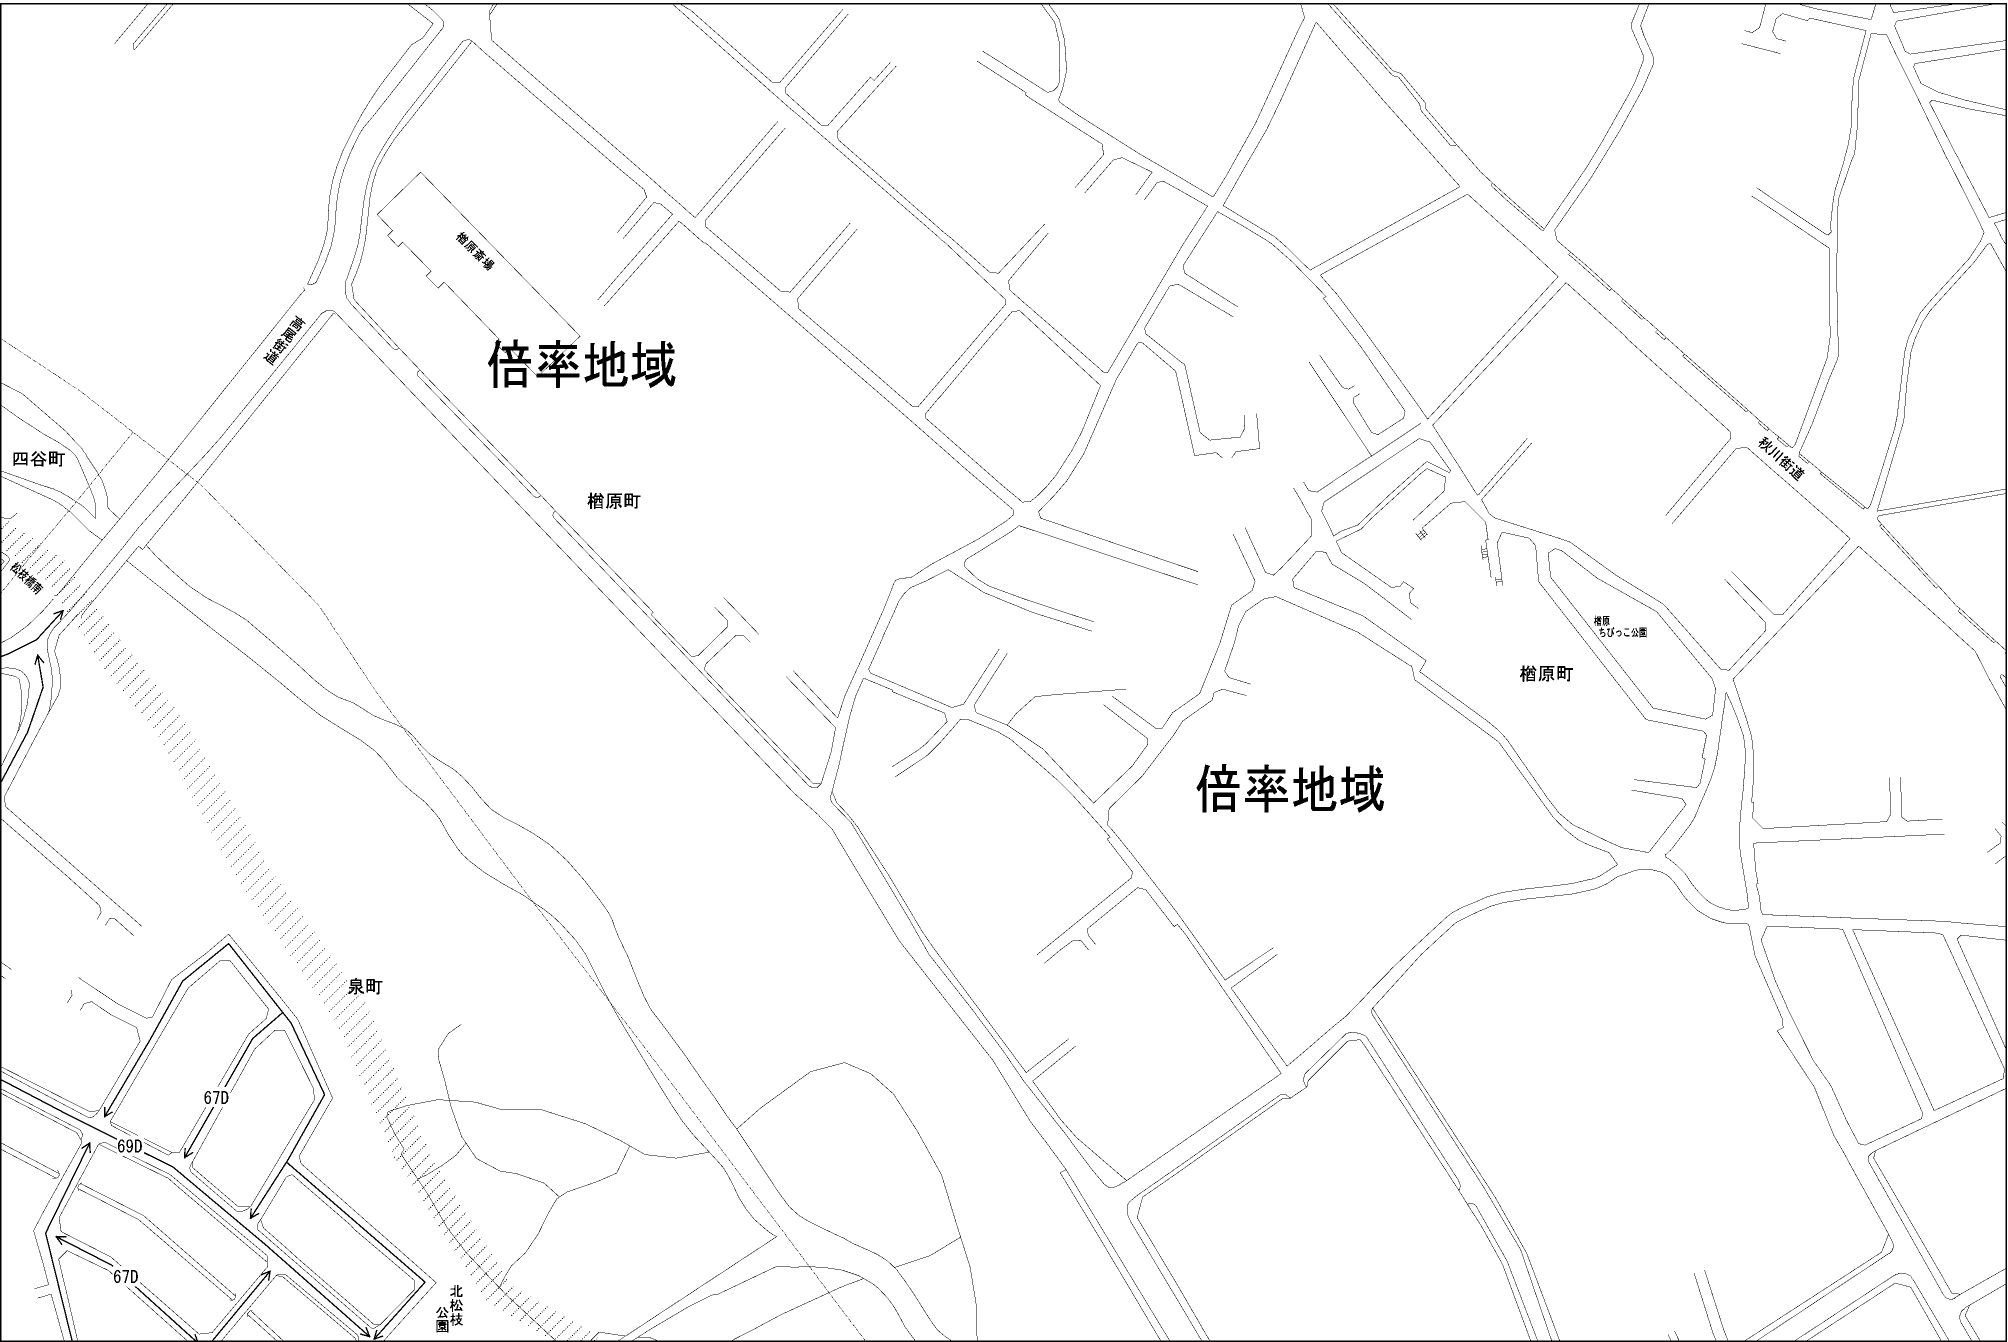 楢原斎場
高尾街道
倍率地域
四谷町
秋川街道
楢原町
松枝橋南
楢原
ちびっこ公園
楢原町
倍率地域
泉町
67D
69D
67D
北松枝
公園